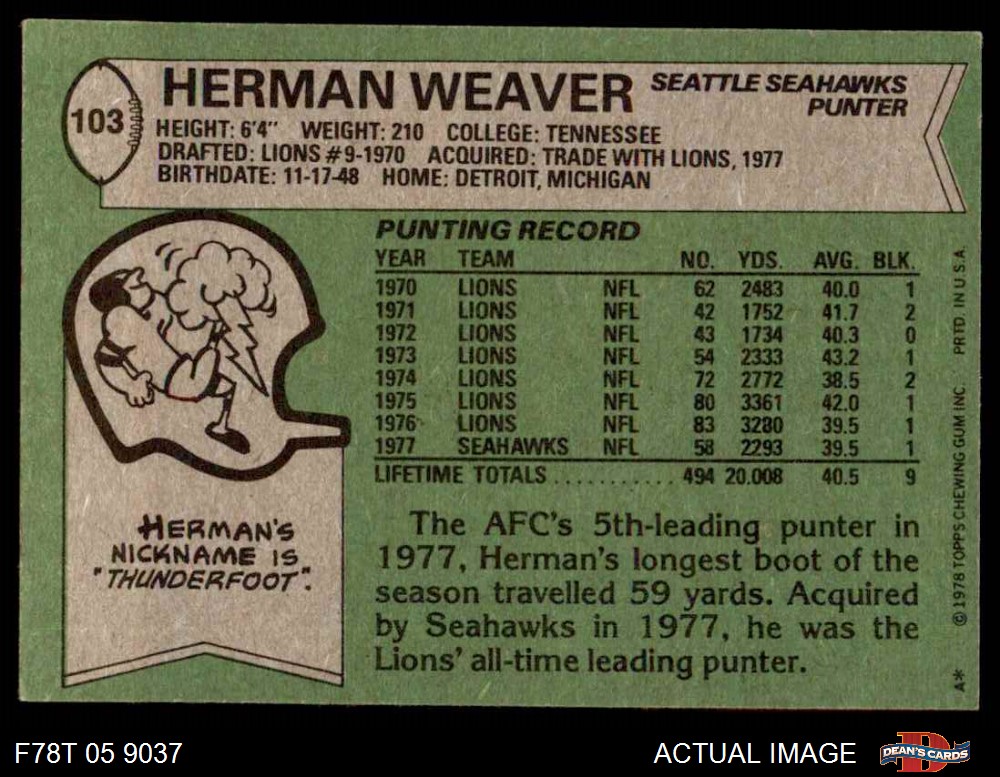 103
HERMAN WEAVER SEATTLE SEAHAWKS
PUNTER
HEIGHT: 6'4" WEIGHT: 210 COLLEGE: TENNESSEE
DRAFTED: LIONS #9-1970 ACQUIRED: TRADE WITH LIONS, 1977
BIRTHDATE: 11-17-48 HOME: DETROIT, MICHIGAN
PUNTING RECORD
YEAR TEAM NO. YDS. AVG. BLK.
1970 LIONS NFL 62 2483 40.0 1
1971 LIONS NFL 42 1752 41.7 2
1972 LIONS NFL 43 1734 40.3 0
1973 LIONS NFL 54 2333 43.2 1
1974 LIONS NFL 72 2772 38.5 2
1975 LIONS NFL 80 3361 42.0 1
1976 LIONS NFL 83 3280 39.5 1
1977 SEAHAWKS NFL 58 2293 39.5 1
LIFETIME TOTALS ........... 494 20.008 40.5 9
HERMAN'S
NICKNAME IS
"THUNDERFOOT".
The AFC's 5th-leading punter in
1977, Herman's longest boot of the
season travelled 59 yards. Acquired
by Seahawks in 1977, he was the
Lions' all-time leading punter.
A* © 1978 TOPPS CHEWING GUM INC. PRTD. IN U.S.A.
F78T 05 9037
ACTUAL IMAGE
D
DEAN'S CARDS